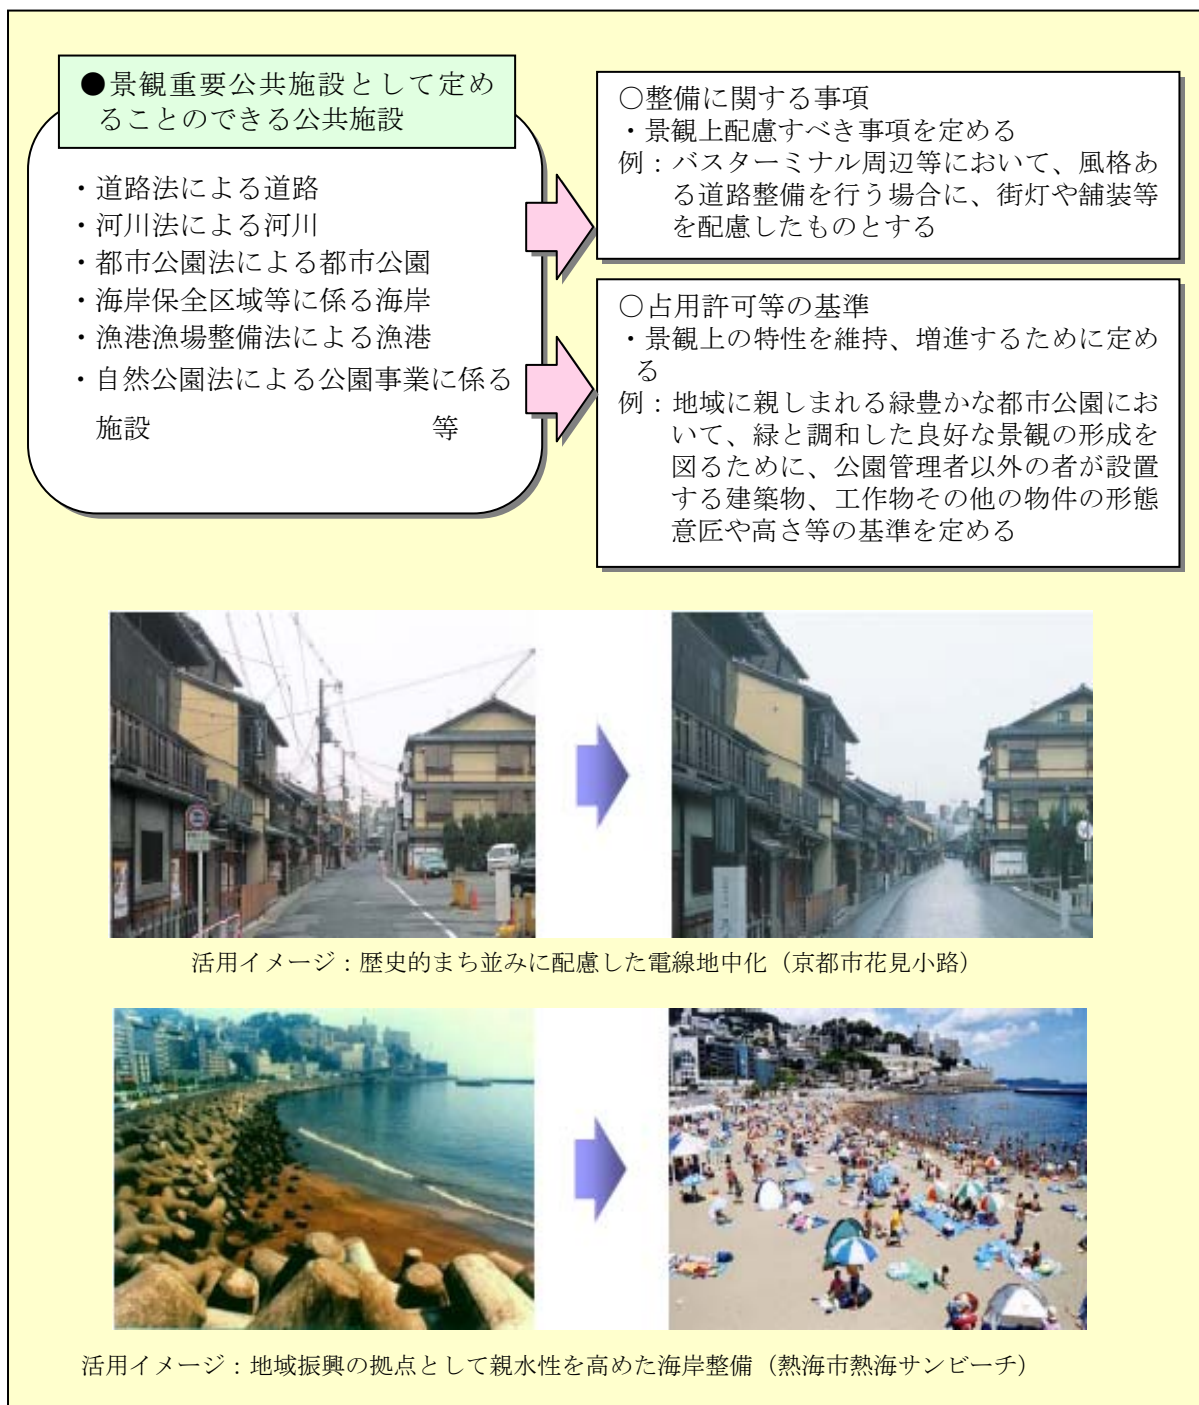 ●景観重要公共施設として定め
ることのできる公共施設
・道路法による道路
・河川法による河川
・都市公園法による都市公園
・海岸保全区域等に係る海岸
・漁港漁場整備法による漁港
・自然公園法による公園事業に係る
施設 等
○整備に関する事項
・景観上配慮すべき事項を定める
例：バスターミナル周辺等において、風格あ
る道路整備を行う場合に、街灯や舗装等
を配慮したものとする
○占用許可等の基準
・景観上の特性を維持、増進するために定め
る
例：地域に親しまれる緑豊かな都市公園にお
いて、緑と調和した良好な景観の形成を
図るために、公園管理者以外の者が設置
する建築物、工作物その他の物件の形態
意匠や高さ等の基準を定める
活用イメージ：歴史的まち並みに配慮した電線地中化（京都市花見小路）
活用イメージ：地域振興の拠点として親水性を高めた海岸整備（熱海市熱海サンビーチ）